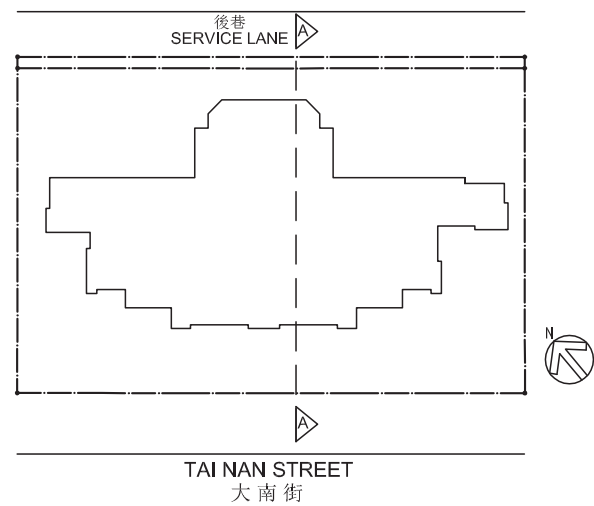 後巷
SERVICE LANE
A
N
A
TAI NAN STREET
大南街